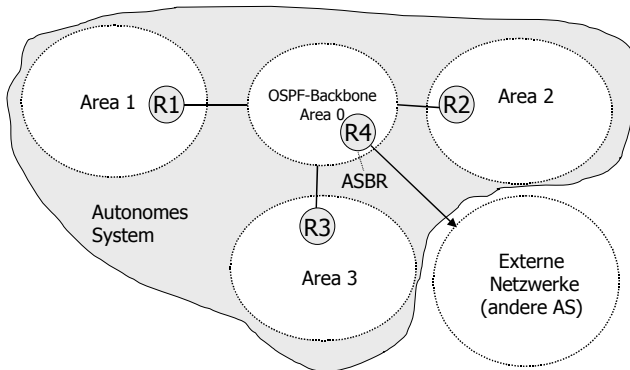 Area 1
R1
OSPF-Backbone
Area 0
R4
R2
Area 2
ASBR
Autonomes
System
R3
Area 3
Externe
Netzwerke
(andere AS)